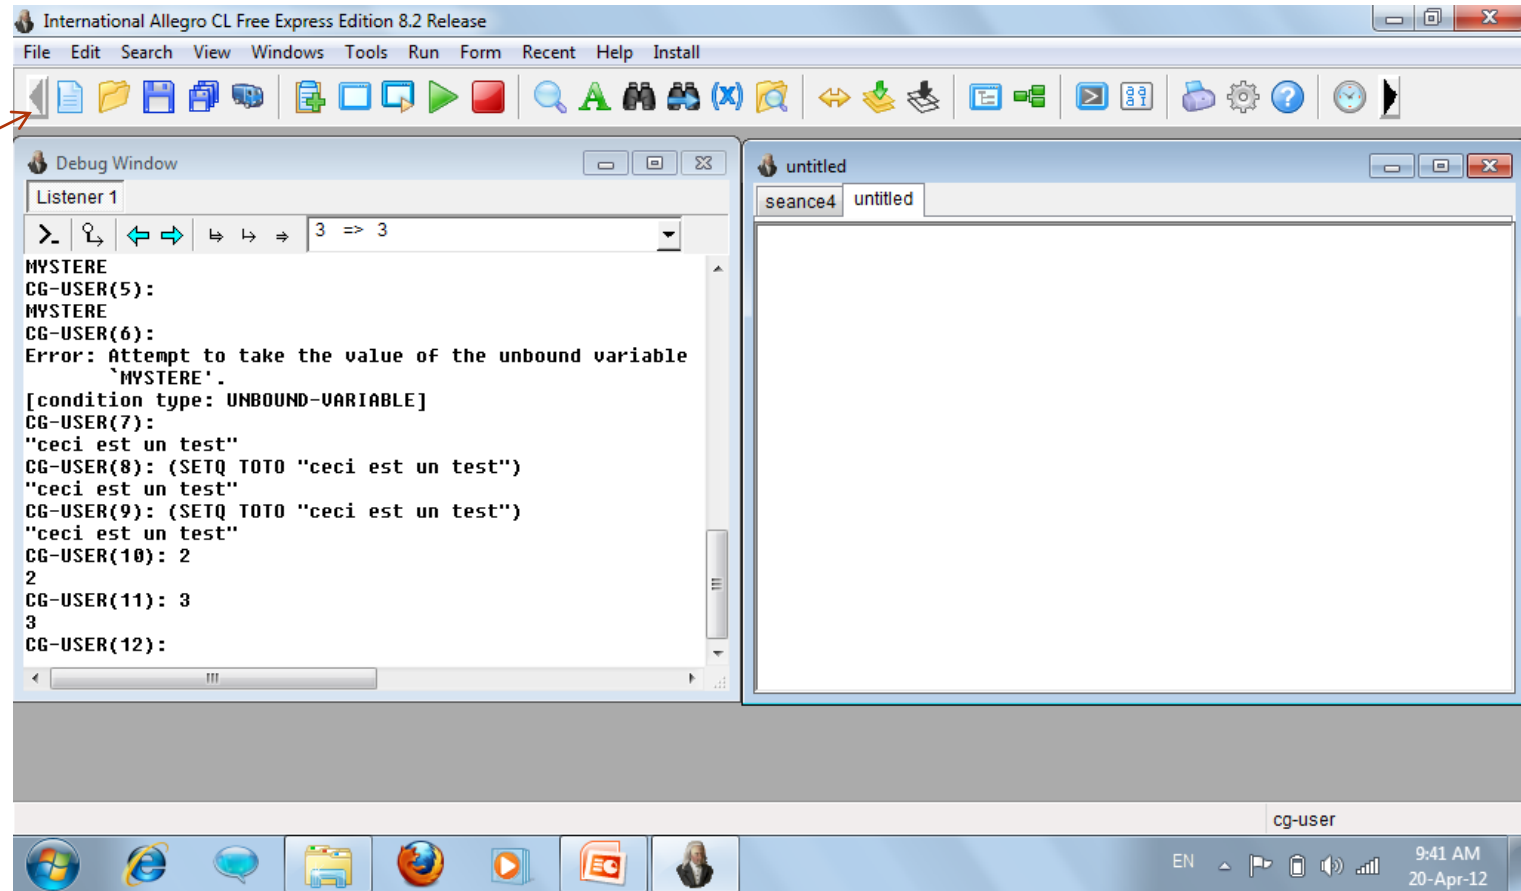 International Allegro CL Free Express Edition 8.2 Release
File Edit Search View Windows Tools Run Form Recent Help Install
Debug Window
Listener 1
3 => 3
MYSTERE
CG-USER(5):
MYSTERE
CG-USER(6):
Error: Attempt to take the value of the unbound variable
`MYSTERE'.
[condition type: UNBOUND-VARIABLE]
CG-USER(7):
"ceci est un test"
CG-USER(8): (SETQ TOTO "ceci est un test")
"ceci est un test"
CG-USER(9): (SETQ TOTO "ceci est un test")
"ceci est un test"
CG-USER(10): 2
2
CG-USER(11): 3
3
CG-USER(12):
untitled
seance4 untitled
cg-user
EN
9:41 AM
20-Apr-12